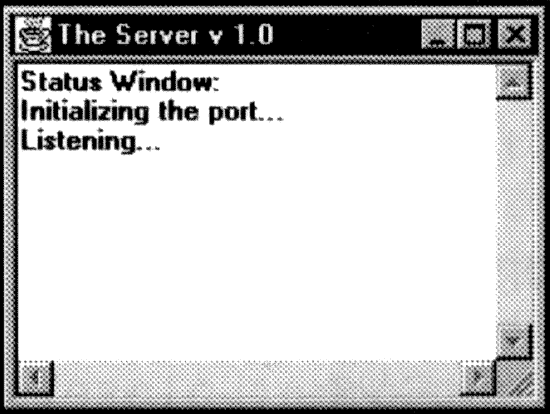 The Server v 1.0
Status Window:
Initializing the port...
Listening...